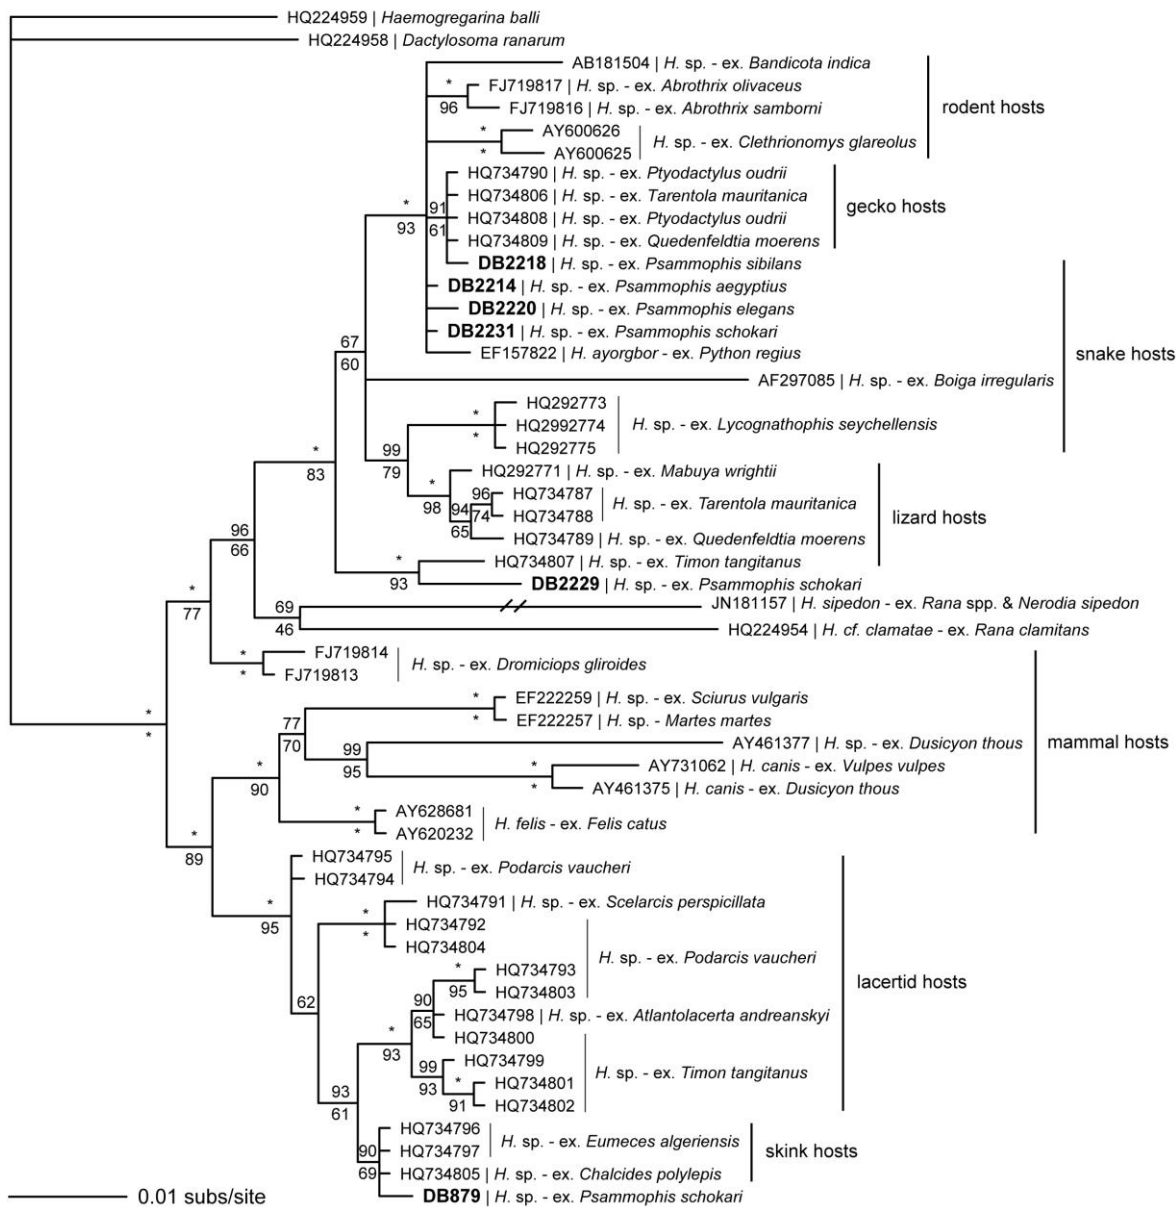 HQ224959 | Haemogregarina balli
HQ224958 | Dactylosoma ranarum
AB181504 | H. sp. - ex. Bandicota indica
*
FJ719817 | H. sp. - ex. Abrothrix olivaceus
96
FJ719816 | H. sp. - ex. Abrothrix samborni
rodent hosts
*
AY600626
H. sp. - ex. Clethrionomys glareolus
*
AY600625
HQ734790 | H. sp. - ex. Ptyodactylus oudrii
HQ734806 | H. sp. - ex. Tarentola mauritanica
*
91
gecko hosts
93
61
HQ734808 | H. sp. - ex. Ptyodactylus oudrii
HQ734809 | H. sp. - ex. Quedenfeldtia moerens
DB2218 | H. sp. - ex. Psammophis sibilans
DB2214 | H. sp. - ex. Psammophis aegyptius
DB2220 | H. sp. - ex. Psammophis elegans
DB2231 | H. sp. - ex. Psammophis schokari
67
60
EF157822 | H. ayorgbor - ex. Python regius
snake hosts
AF297085 | H. sp. - ex. Boiga irregularis
HQ292773
*
HQ2992774
H. sp. - ex. Lycognathophis seychellensis
*
HQ292775
99
79
*
83
HQ292771 | H. sp. - ex. Mabuya wrightii
*
98
96
HQ734787
H. sp. - ex. Tarentola mauritanica
94
74
HQ734788
65
HQ734789 | H. sp. - ex. Quedenfeldtia moerens
lizard hosts
96
66
*
HQ734807 | H. sp. - ex. Timon tangitanus
93
DB2229 | H. sp. - ex. Psammophis schokari
*
77
69
JN181157 | H. sipedon - ex. Rana spp. & Nerodia sipedon
46
HQ224954 | H. cf. clamatae - ex. Rana clamitans
*
FJ719814
H. sp. - ex. Dromiciops gliroides
*
FJ719813
*
*
*
EF222259 | H. sp. - ex. Sciurus vulgaris
*
EF222257 | H. sp. - Martes martes
77
70
99
AY461377 | H. sp. - ex. Dusicyon thous
mammal hosts
95
*
AY731062 | H. canis - ex. Vulpes vulpes
*
AY461375 | H. canis - ex. Dusicyon thous
*
90
*
AY628681
H. felis - ex. Felis catus
*
AY620232
*
89
HQ734795
H. sp. - ex. Podarcis vaucheri
HQ734794
*
95
HQ734791 | H. sp. - ex. Scelarcis perspicillata
*
HQ734792
*
HQ734804
H. sp. - ex. Podarcis vaucheri
*
HQ734793
95
HQ734803
lacertid hosts
62
90
65
HQ734798 | H. sp. - ex. Atlantolacerta andreanskyi
HQ734800
*
93
99
HQ734799
H. sp. - ex. Timon tangitanus
93
*
HQ734801
91
HQ734802
93
61
HQ734796
H. sp. - ex. Eumeces algeriensis
90
HQ734797
skink hosts
69
HQ734805 | H. sp. - ex. Chalcides polylepis
DB879 | H. sp. - ex. Psammophis schokari
0.01 subs/site